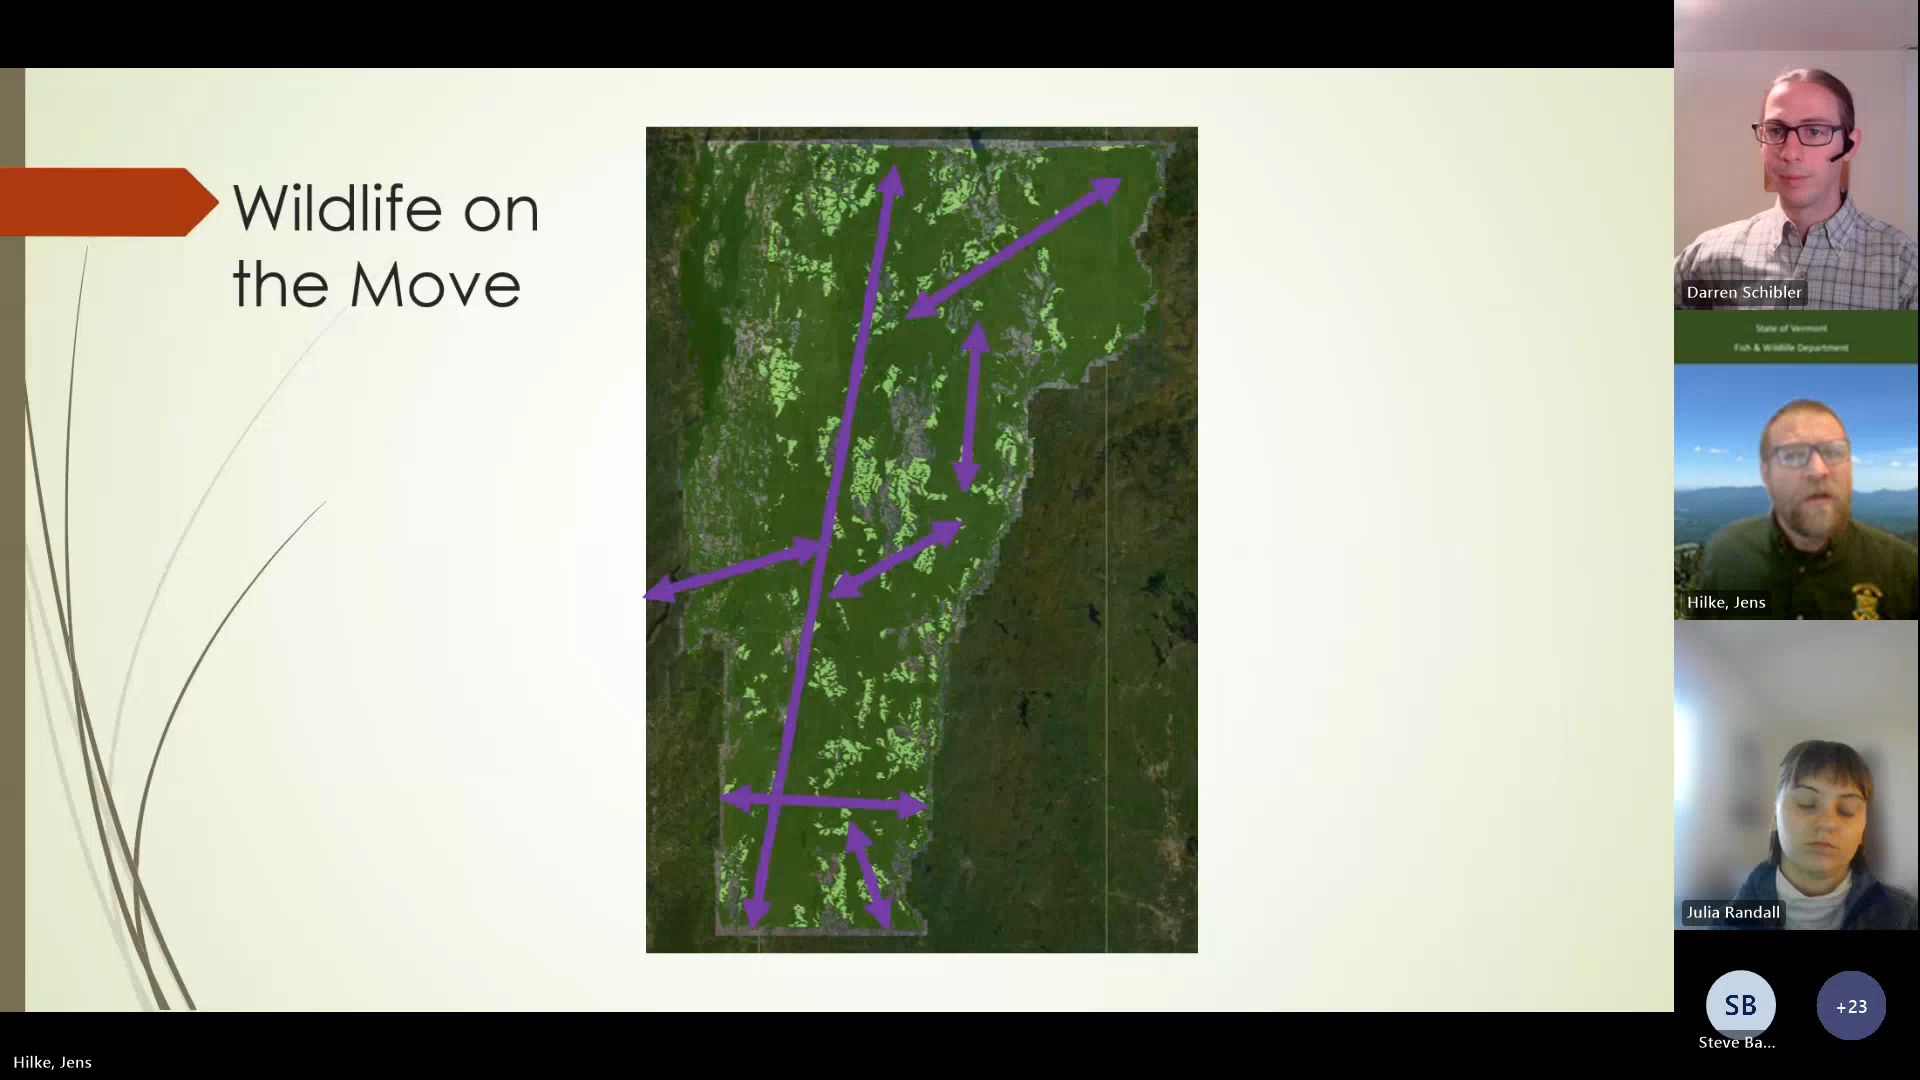 Wildlife on
the Move
Darren Schibler
State of Vermont
Fish & Wildlife Department
Hilke, Jens
Julia Randall
SB
+23
Steve Ba...
Hilke, Jens